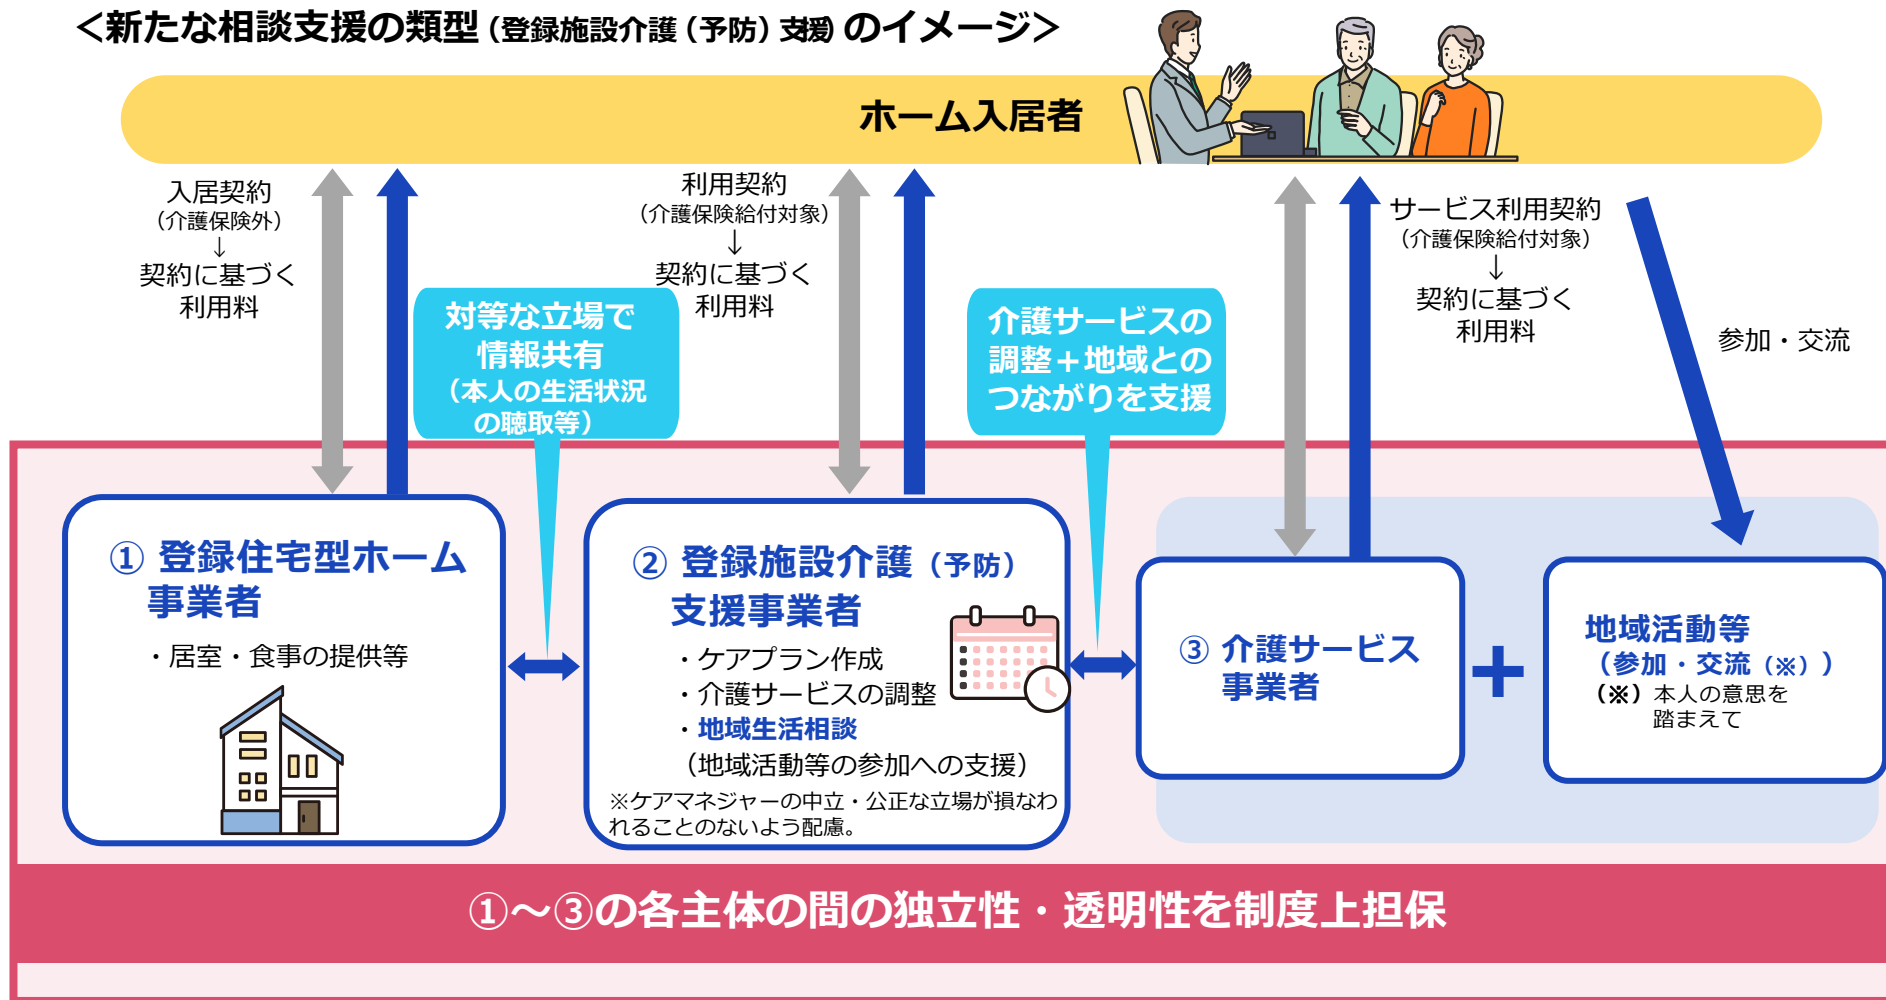 ＜新たな相談支援の類型（登録施設介護（予防）支援）のイメージ＞
ホーム入居者
入居契約
（介護保険外）
↓
契約に基づく
利用料
利用契約
（介護保険給付対象）
↓
契約に基づく
利用料
サービス利用契約
（介護保険給付対象）
↓
契約に基づく
利用料
参加・交流
対等な立場で
情報共有
（本人の生活状況
の聴取等）
介護サービスの
調整＋地域との
つながりを支援
① 登録住宅型ホーム
事業者
・居室・食事の提供等
② 登録施設介護（予防）
支援事業者
・ケアプラン作成
・介護サービスの調整
・地域生活相談
（地域活動等の参加への支援）
※ケアマネジャーの中立・公正な立場が損なわ
れることのないよう配慮。
③ 介護サービス
事業者
＋
地域活動等
（参加・交流（※））
（※）本人の意思を
踏まえて
①～③の各主体の間の独立性・透明性を制度上担保